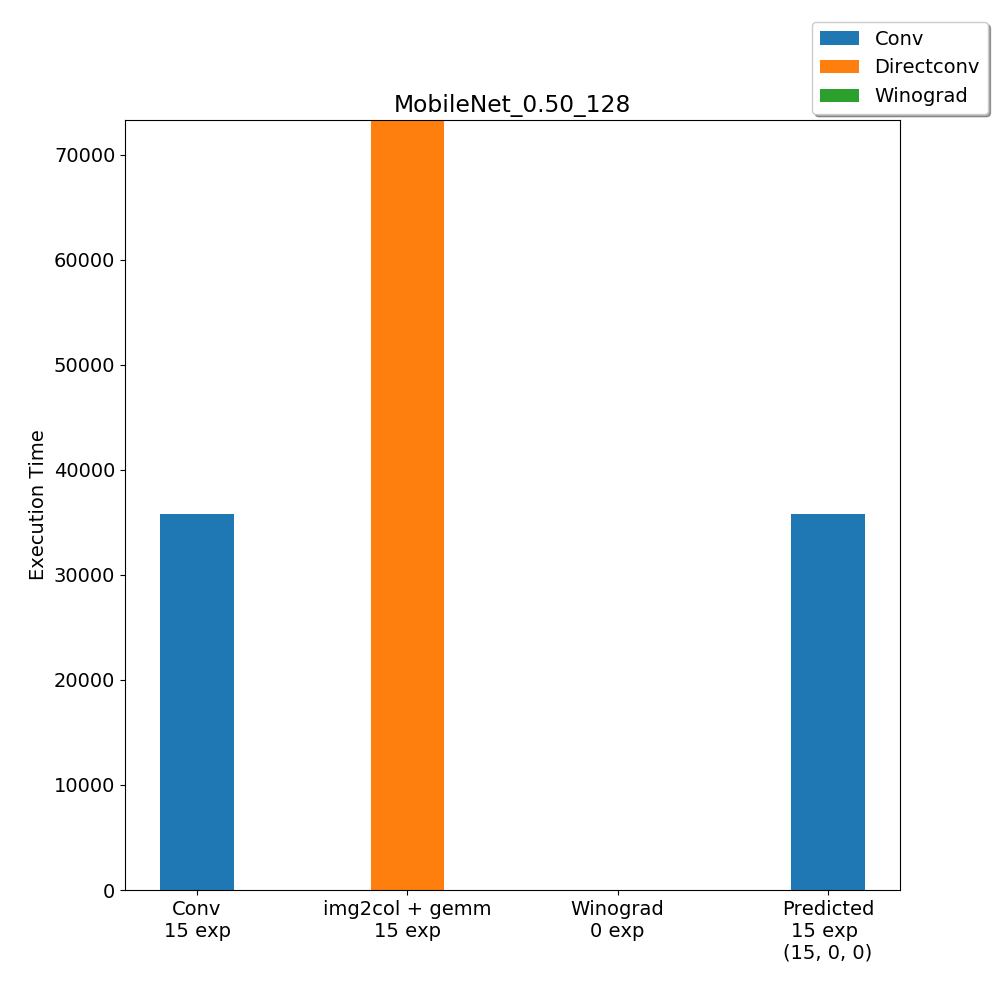 Conv
Directconv
Winograd
MobileNet_0.50_128
Execution Time
70000
60000
50000
40000
30000
20000
10000
0
Conv
15 exp
img2col + gemm
15 exp
Winograd
0 exp
Predicted
15 exp
(15, 0, 0)